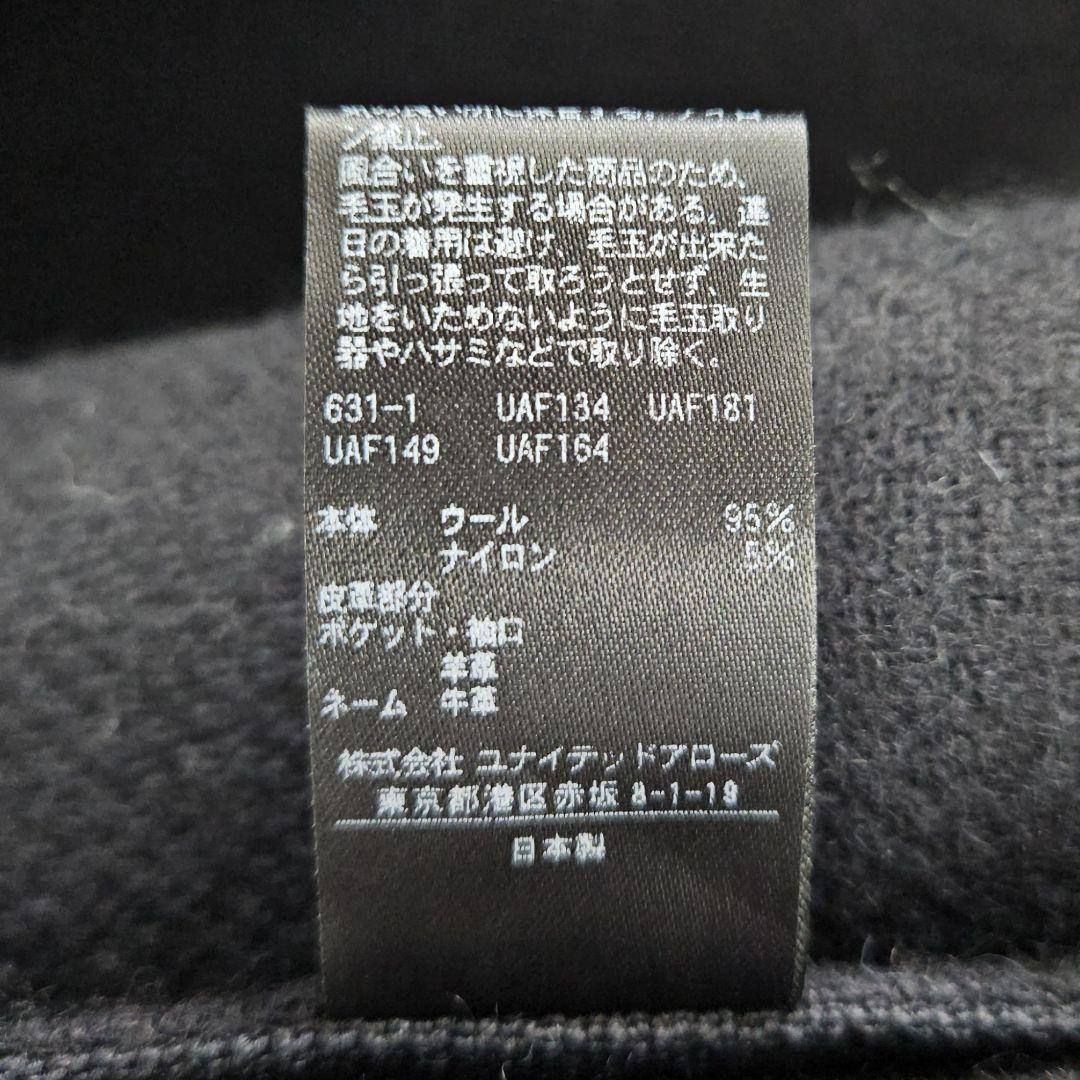 ン禁止
風合いを重視した商品のため、
毛玉が発生する場合がある。連
日の着用は避け 毛玉が出来た
ら引っ張って取ろうとせず、生
地をいためないように毛玉取り
器やハサミなどで取り除く。
631-1 UAF134 UAF181
UAF149 UAF164
本体 ウール 95%
ナイロン 5%
皮革部分
ポケット・袖口
羊革
ネーム 牛革
株式会社 ユナイテッドアローズ
東京都港区赤坂 8-1-19
日本製